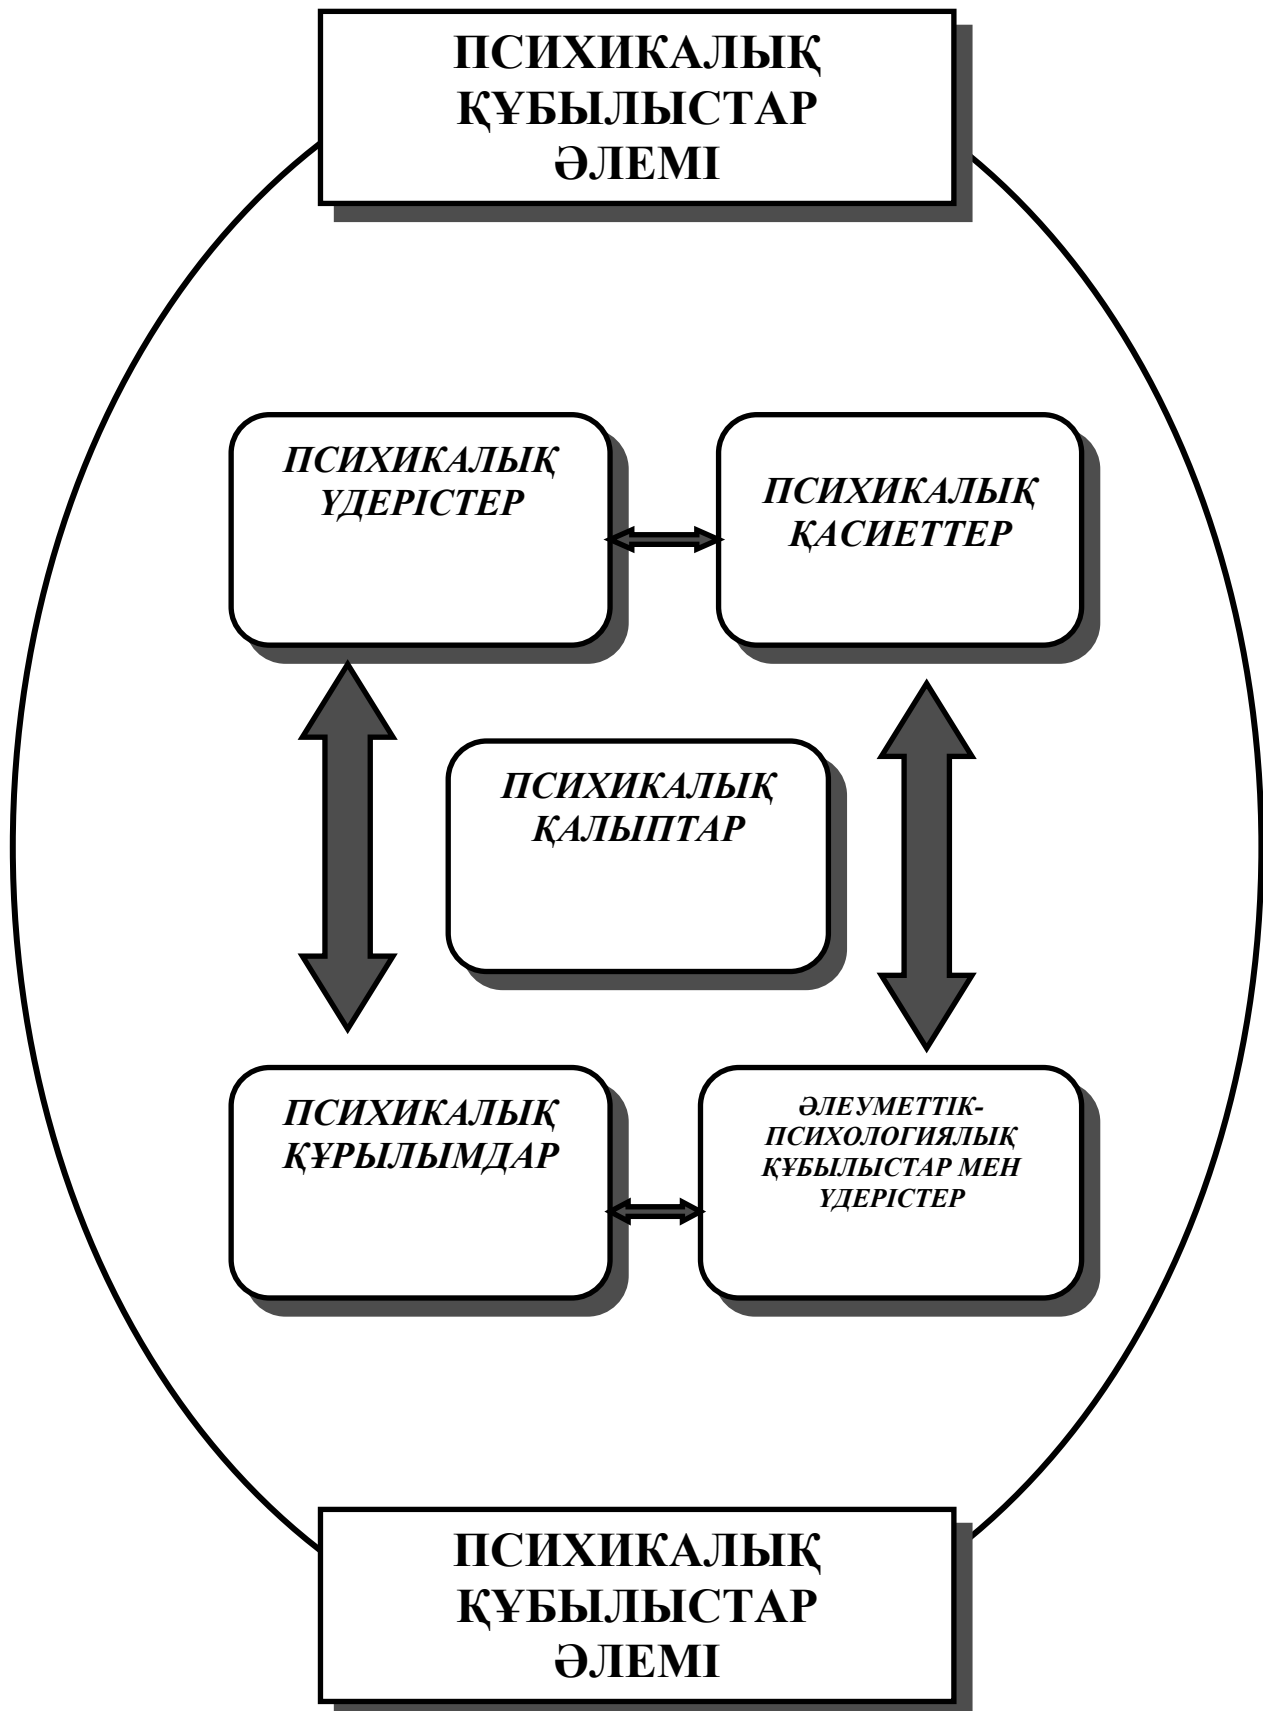 ПСИХИКАЛЫҚ
ҚҰБЫЛЫСТАР
ӘЛЕМІ
ПСИХИКАЛЫҚ
ҮДЕРІСТЕР
ПСИХИКАЛЫҚ
ҚАСИЕТТЕР
ПСИХИКАЛЫҚ
ҚАЛЫПТАР
ПСИХИКАЛЫҚ
ҚҰРЫЛЫМДАР
ӘЛЕУМЕТТІК-
ПСИХОЛОГИЯЛЫҚ
ҚҰБЫЛЫСТАР МЕН
ҮДЕРІСТЕР
ПСИХИКАЛЫҚ
ҚҰБЫЛЫСТАР
ӘЛЕМІ